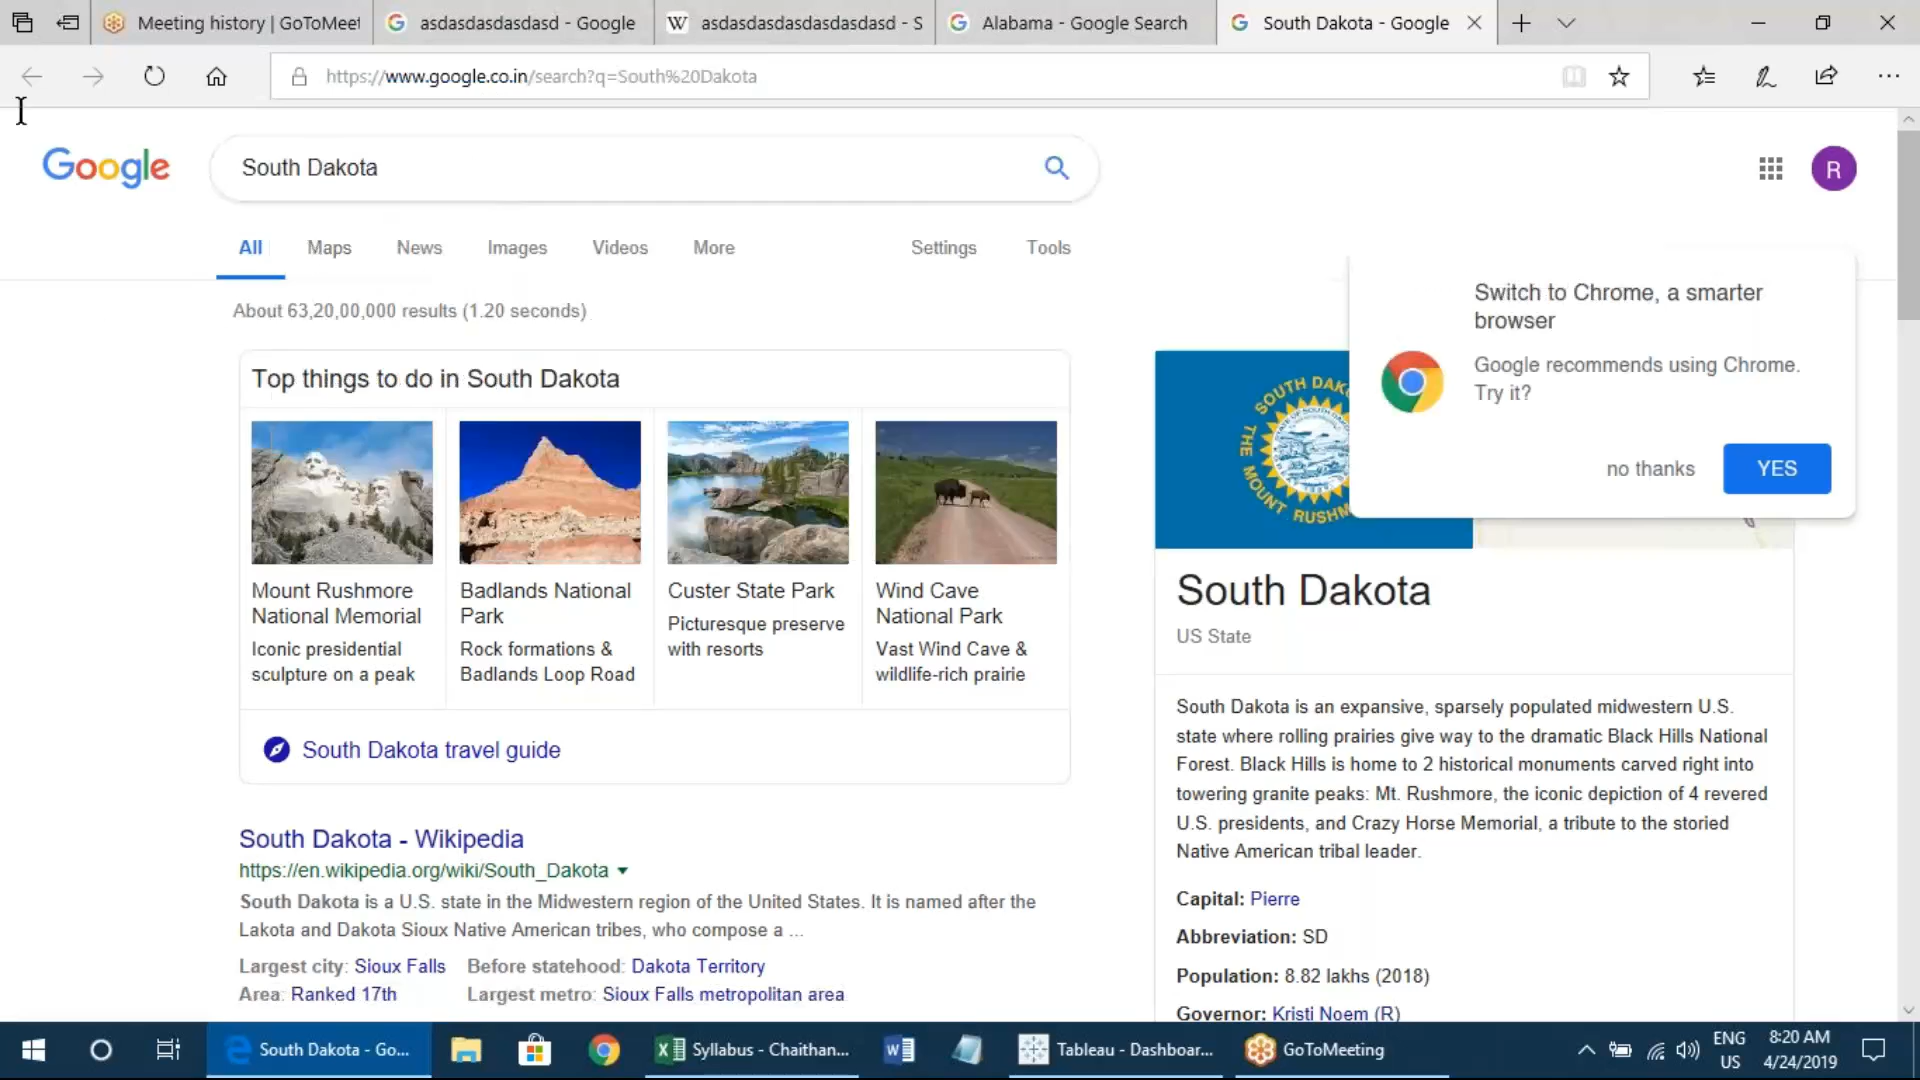 Meeting history | GoToMeet
asdasdasdasdasd - Google
W asdasdasdasdasdasdasd - S
Alabama - Google Search
South Dakota - Google
https://www.google.co.in/search?q=South%20Dakota
Google
South Dakota
R
All Maps News Images Videos More Settings Tools
About 63,20,00,000 results (1.20 seconds)
Switch to Chrome, a smarter
browser
Google recommends using Chrome.
Try it?
no thanks YES
Top things to do in South Dakota
Mount Rushmore
National Memorial
Iconic presidential
sculpture on a peak
Badlands National
Park
Rock formations &
Badlands Loop Road
Custer State Park
Picturesque preserve
with resorts
Wind Cave
National Park
Vast Wind Cave &
wildlife-rich prairie
South Dakota travel guide
South Dakota - Wikipedia
https://en.wikipedia.org/wiki/South_Dakota
South Dakota is a U.S. state in the Midwestern region of the United States. It is named after the
Lakota and Dakota Sioux Native American tribes, who compose a ...
Largest city: Sioux Falls Before statehood: Dakota Territory
Area: Ranked 17th Largest metro: Sioux Falls metropolitan area
SOUTH DAK
THE MOUNT RUSHM
South Dakota
US State
South Dakota is an expansive, sparsely populated midwestern U.S.
state where rolling prairies give way to the dramatic Black Hills National
Forest. Black Hills is home to 2 historical monuments carved right into
towering granite peaks: Mt. Rushmore, the iconic depiction of 4 revered
U.S. presidents, and Crazy Horse Memorial, a tribute to the storied
Native American tribal leader.
Capital: Pierre
Abbreviation: SD
Population: 8.82 lakhs (2018)
Governor: Kristi Noem (R)
South Dakota - Go...
Syllabus - Chaithan...
Tableau - Dashboar...
GoToMeeting
ENG
US
8:20 AM
4/24/2019